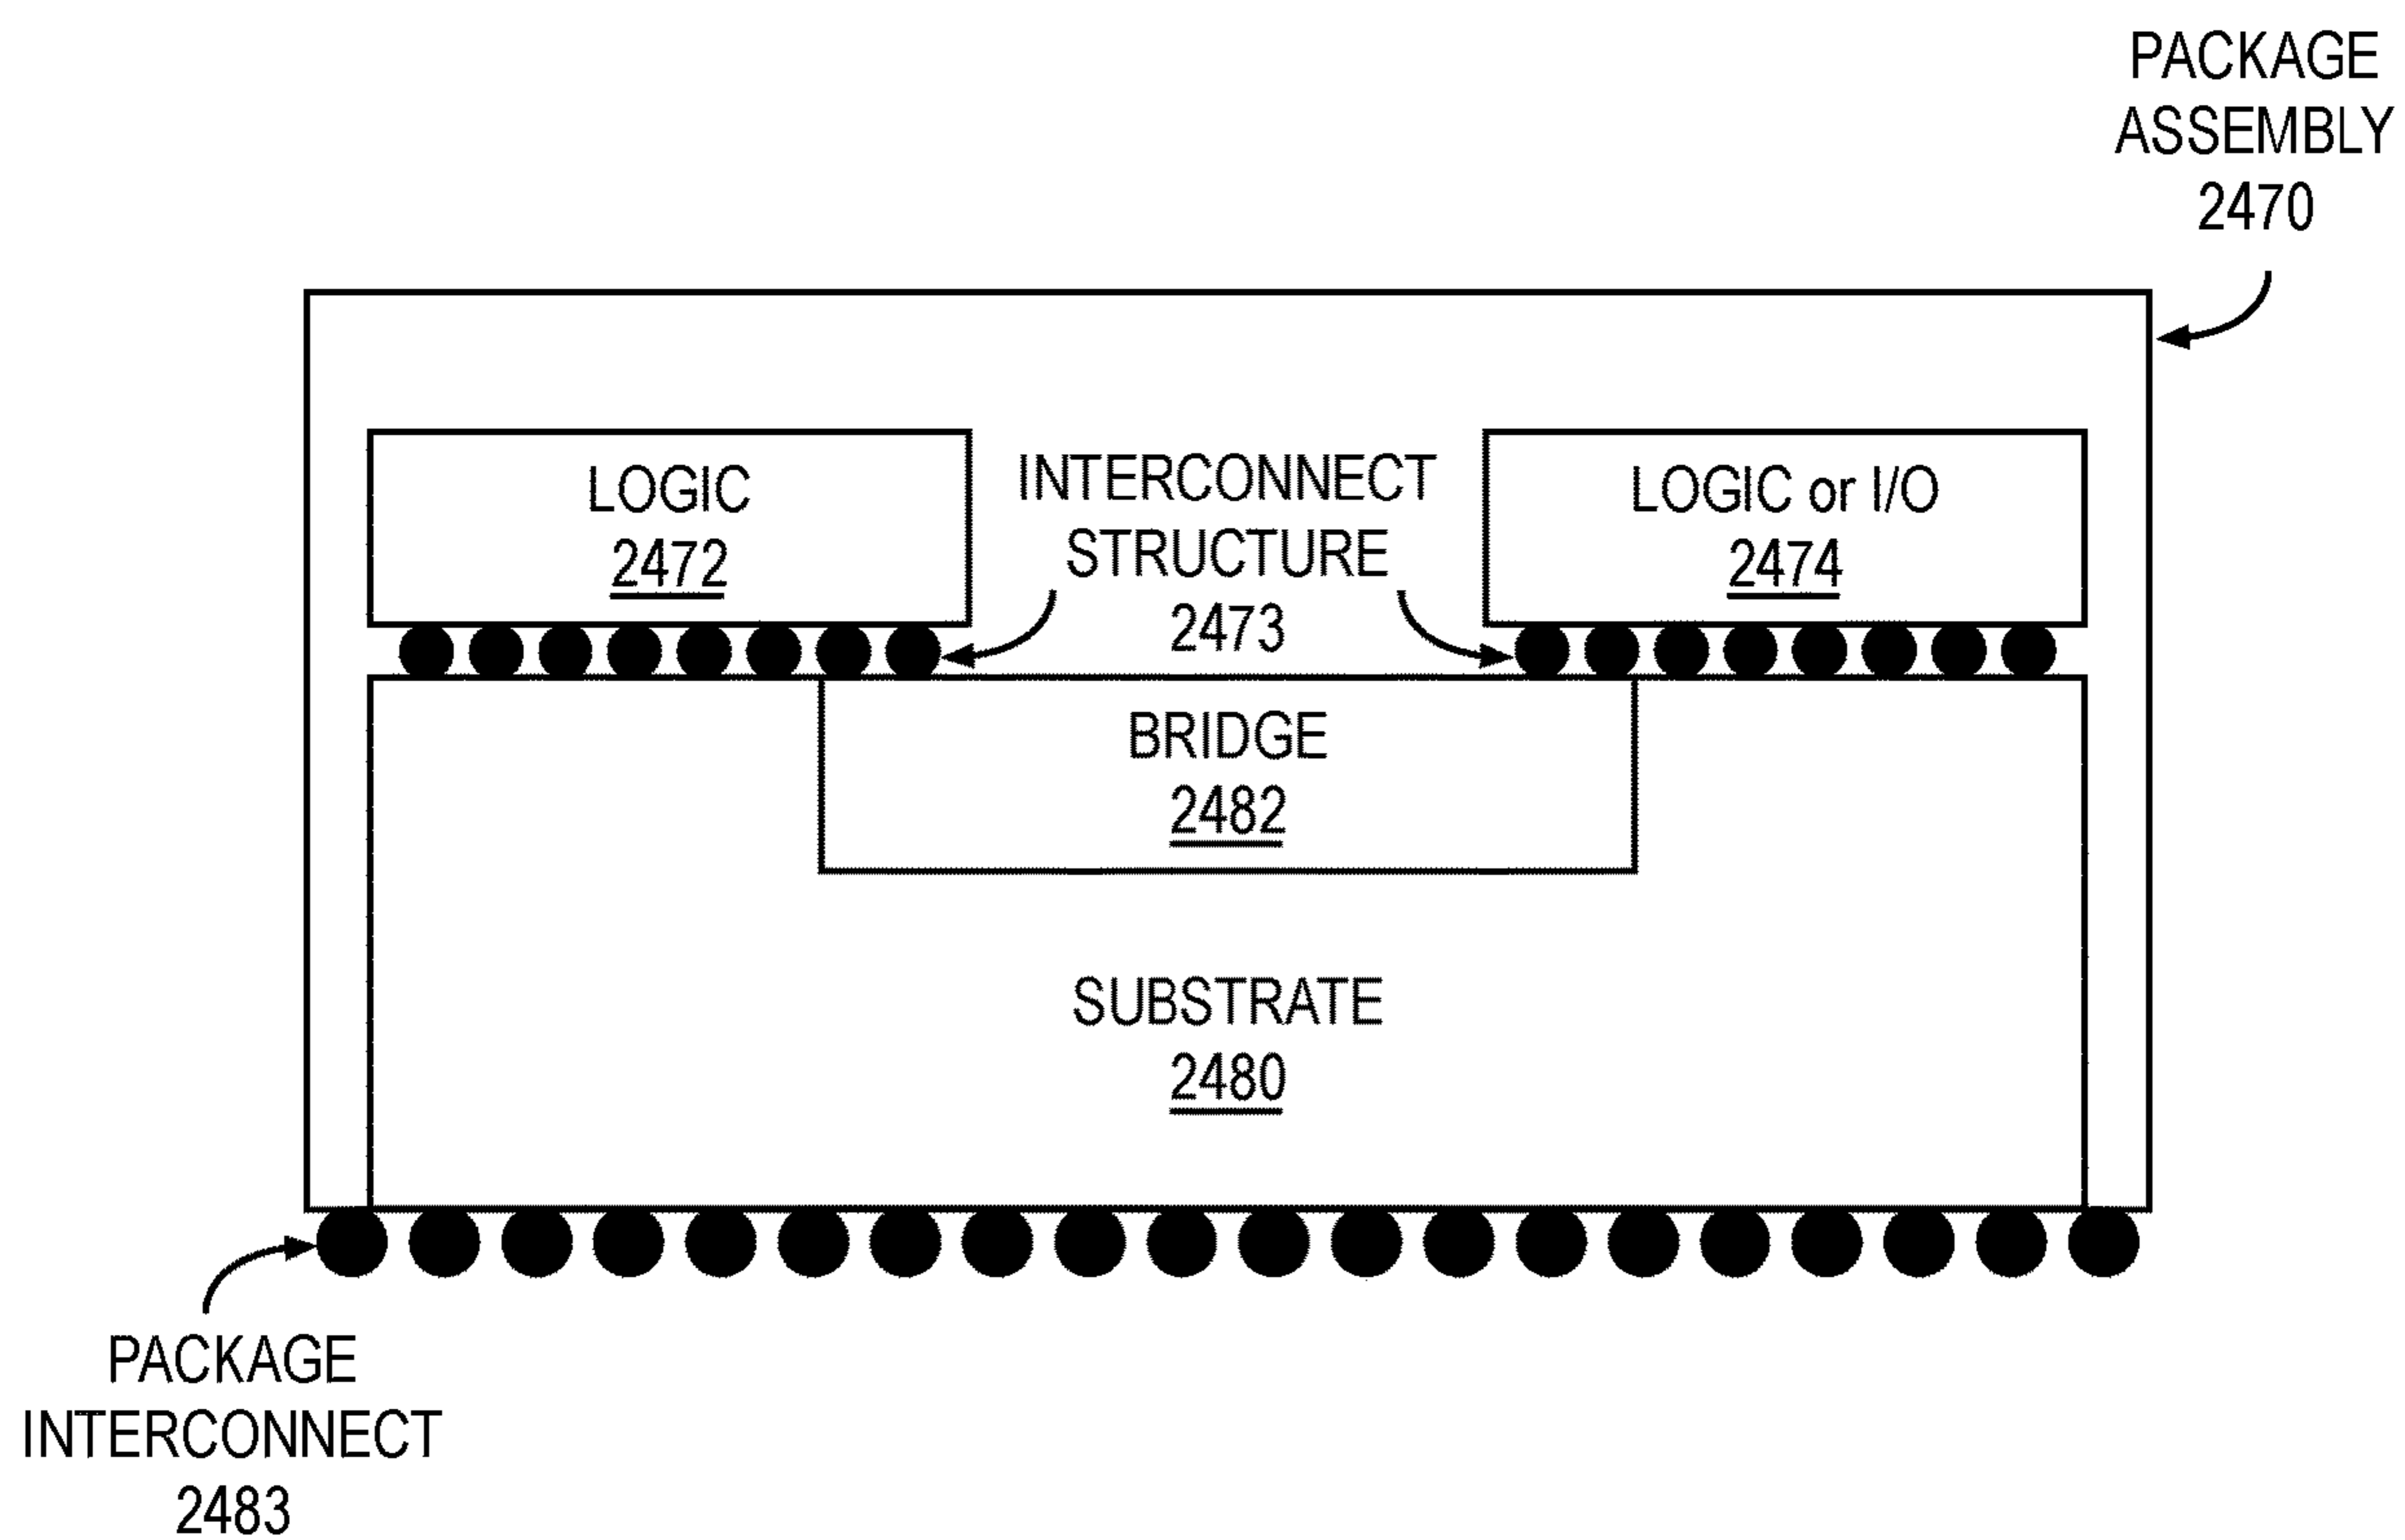 PACKAGE
ASSEMBLY
2470
LOGIC
2472
INTERCONNECT
STRUCTURE
2473
LOGIC or I/O
2474
BRIDGE
2482
SUBSTRATE
2480
PACKAGE
INTERCONNECT
2483